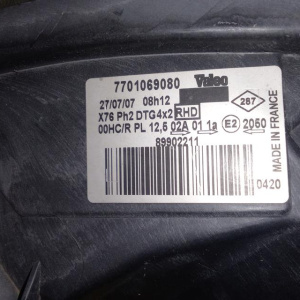 7701069080 Valeo
27/07/07 08h12 287
X76 Ph2 DTG4x2 RHD
00HC/R PL 12,5 02A 01 1a E2 2050
89902211
0420
MADE IN FRANCE